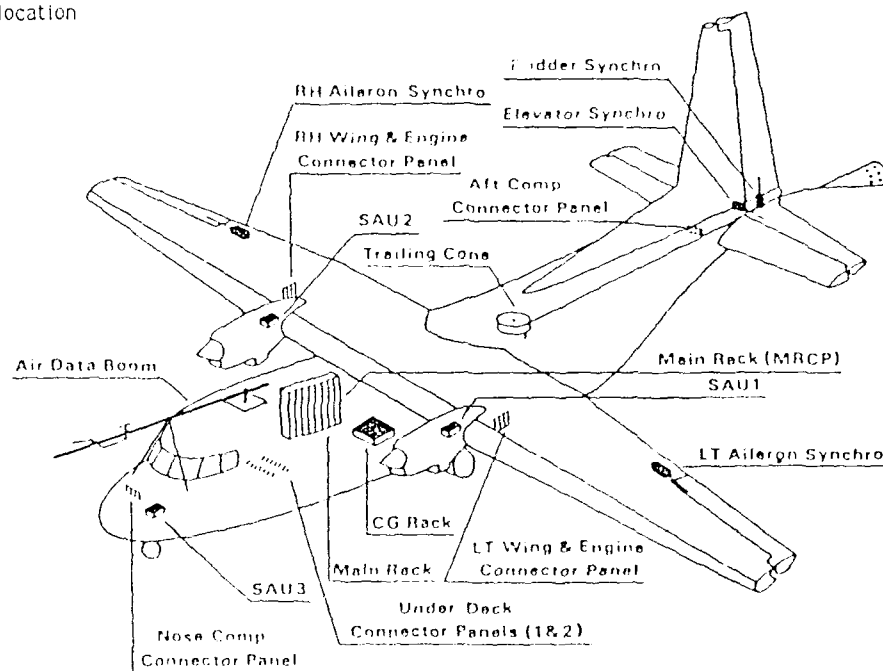 location
Rudder Synchro
RH Aileron Synchro
Elevator Synchro
RH Wing & Engine
Connector Panel
Aft Comp
Connector Panel
SAU2
Trailing Cone
Air Data Boom
Main Rack (MRCP)
SAU1
LT Aileron Synchro
CG Rack
LT Wing & Engine
Connector Panel
Main Rack
SAU3
Under Deck
Connector Panels (1&2)
Nose Comp
Connector Panel